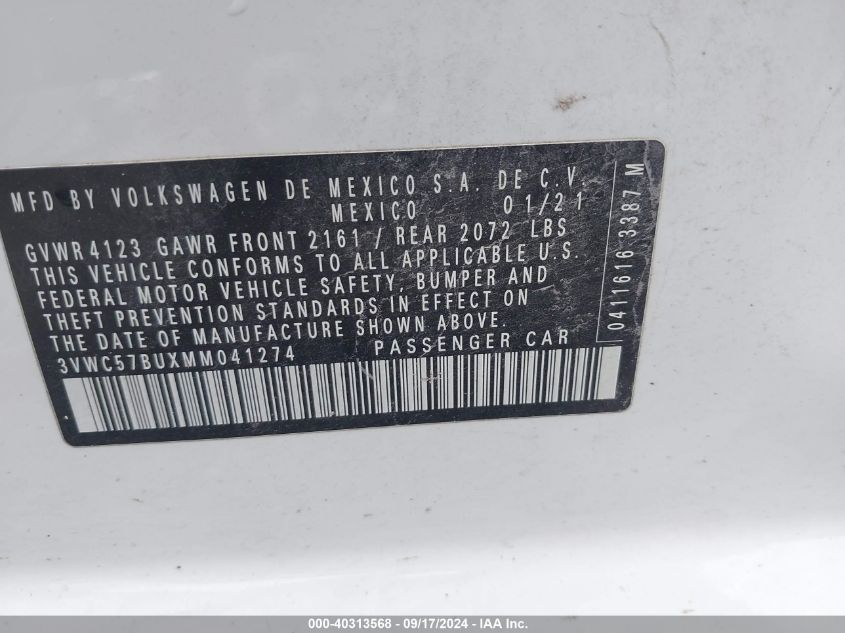 MFD BY VOLKSWAGEN DE MEXICO S.A. DE C.V.
MEXICO 01/21
GVWR 4123 GAWR FRONT 2161 / REAR 2072 LBS
THIS VEHICLE CONFORMS TO ALL APPLICABLE U.S.
FEDERAL MOTOR VEHICLE SAFETY, BUMPER AND
THEFT PREVENTION STANDARDS IN EFFECT ON
THE DATE OF MANUFACTURE SHOWN ABOVE.
3VWC57BUXMM041274 PASSENGER CAR
0411616 3387 M
000-40313568 - 09/17/2024 - IAA Inc.